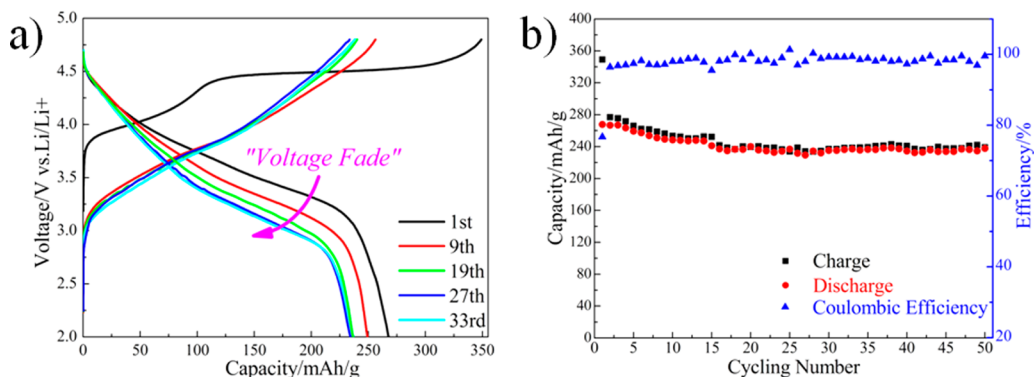 a)
Voltage/V vs.Li/Li+
5.0
4.5
4.0
3.5
3.0
2.5
2.0
"Voltage Fade"
1st
9th
19th
27th
33rd
0 50 100 150 200 250 300 350
Capacity/mAh/g
b)
Capacity/mAh/g
400
360
320
280
240
200
160
120
80
40
0
Charge
Discharge
Coulombic Efficiency
0 5 10 15 20 25 30 35 40 45 50
Cycling Number
100
80
60
40
20
Efficiency/%